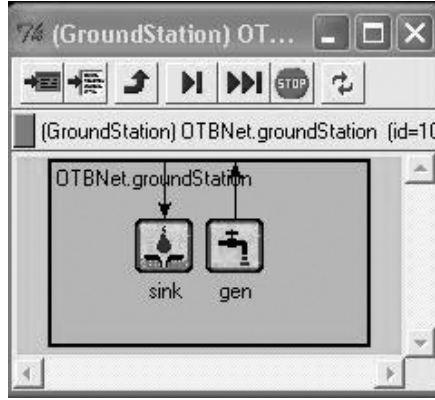 (GroundStation) OT...
STOP
(GroundStation) OTBNet.groundStation (id=10
OTBNet.groundStation
sink gen